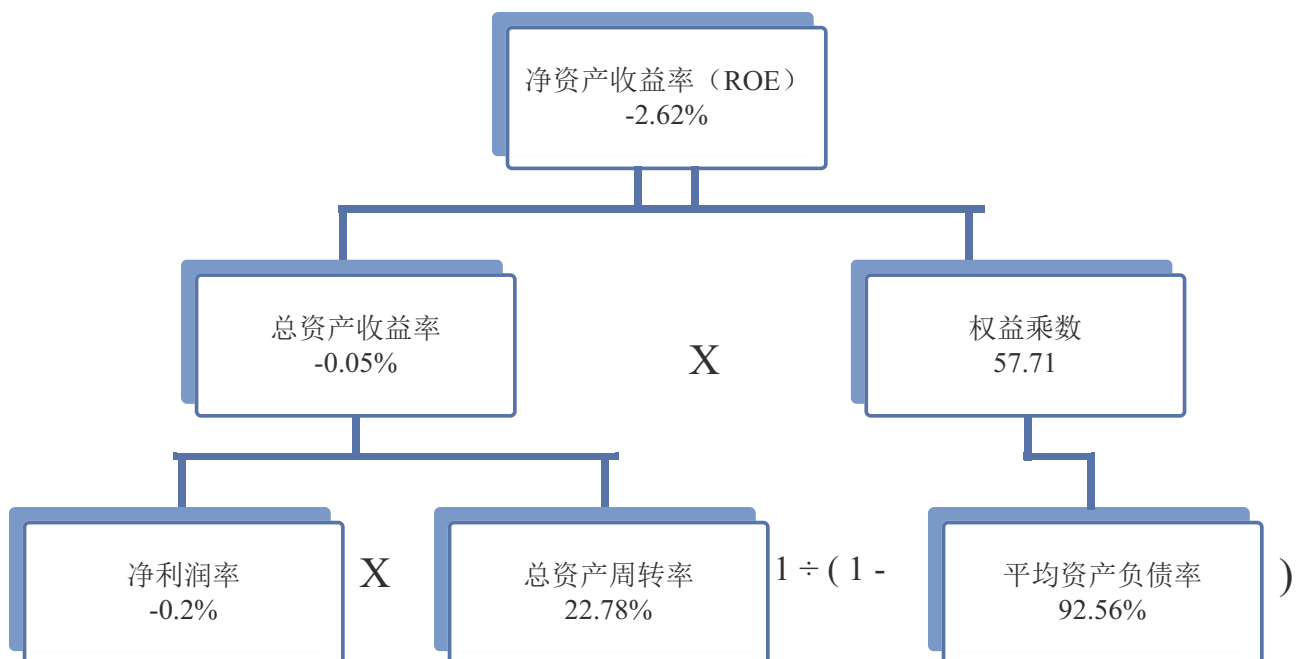 净资产收益率（ROE）
-2.62%
总资产收益率
-0.05%
X
权益乘数
57.71
净利润率
-0.2%
X
总资产周转率
22.78%
1 ÷ ( 1 -
平均资产负债率
92.56%
)